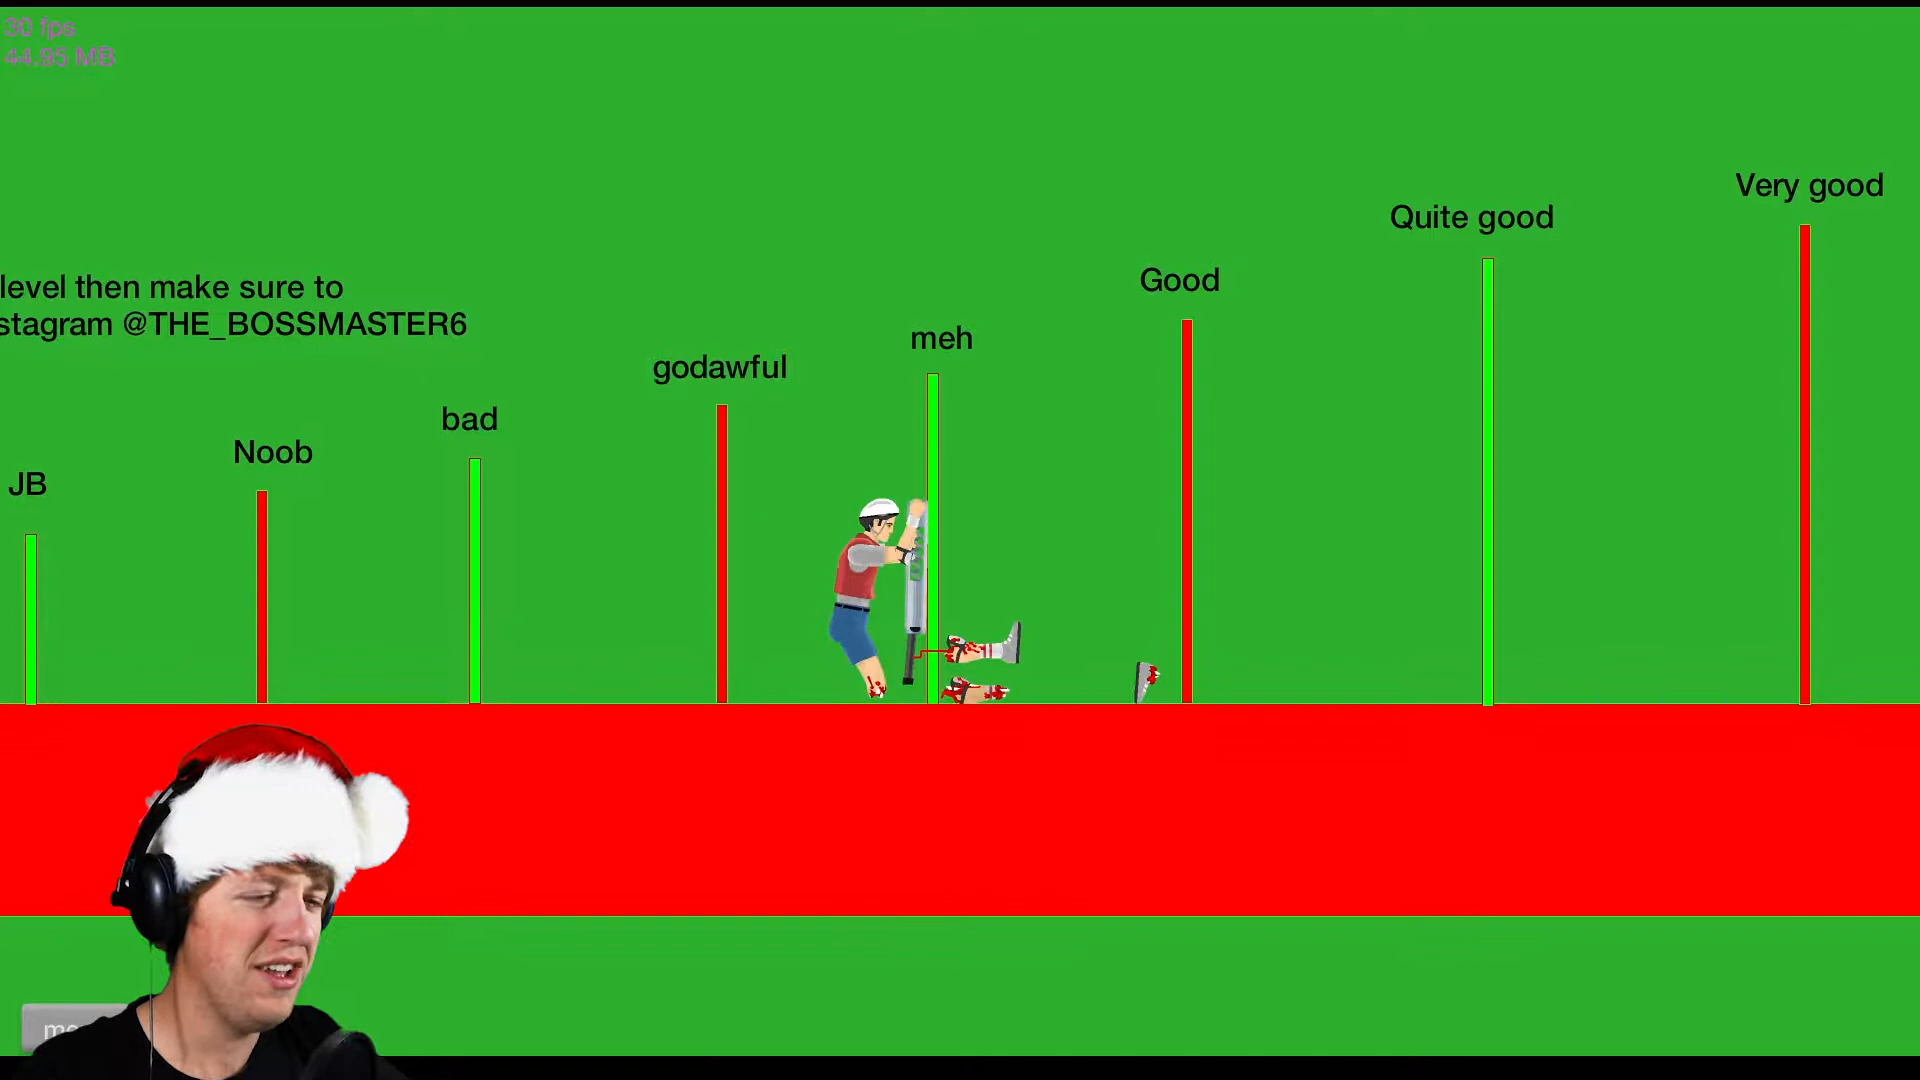 30 fps
44.95 MB
Very good
Quite good
Good
level then make sure to
stagram @THE_BOSSMASTER6
meh
godawful
bad
Noob
JB